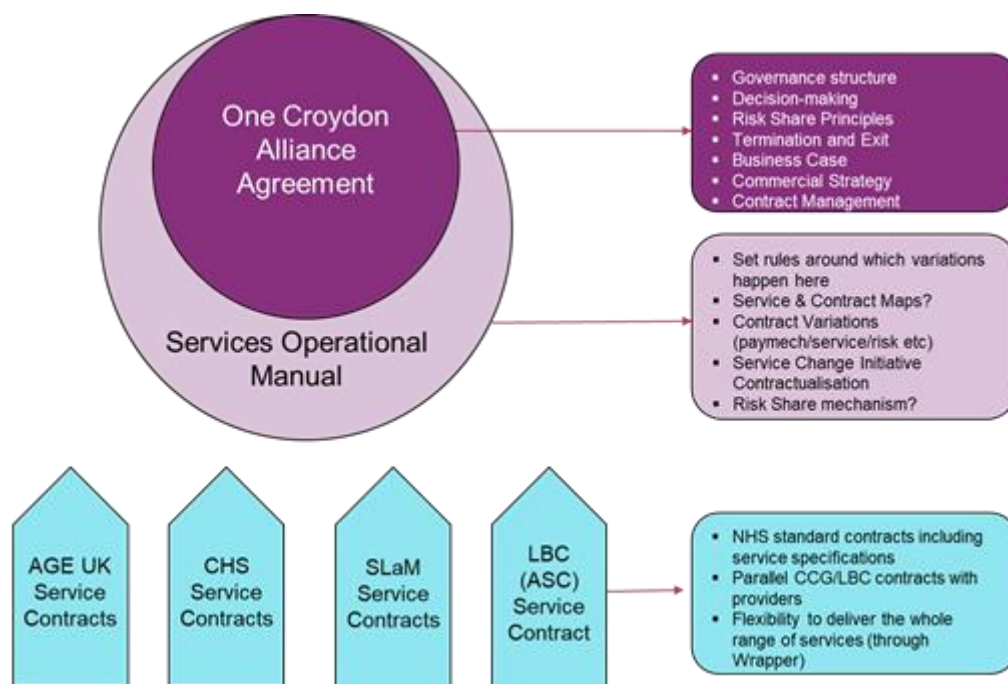 One Croydon
Alliance
Agreement
Services Operational
Manual
▪ Governance structure
▪ Decision-making
▪ Risk Share Principles
▪ Termination and Exit
▪ Business Case
▪ Commercial Strategy
▪ Contract Management
▪ Set rules around which variations
happen here
▪ Service & Contract Maps?
▪ Contract Variations
(paymech/service/risk etc)
▪ Service Change Initiative
Contractualisation
▪ Risk Share mechanism?
AGE UK
Service
Contracts
CHS
Service
Contracts
SLaM
Service
Contracts
LBC
(ASC)
Service
Contract
▪ NHS standard contracts including
service specifications
▪ Parallel CCG/LBC contracts with
providers
▪ Flexibility to deliver the whole
range of services (through
Wrapper)